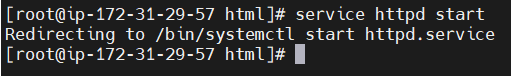 [root@ip-172-31-29-57 html]# service httpd start
Redirecting to /bin/systemctl start httpd.service
[root@ip-172-31-29-57 html]#